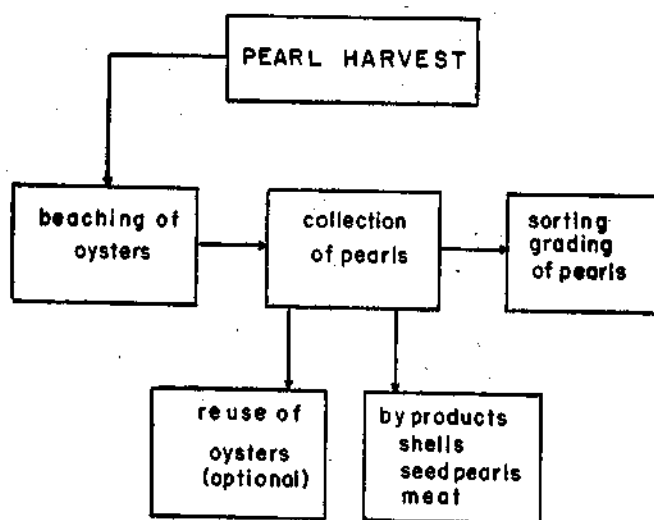 PEARL HARVEST
beaching of
oysters
collection
of pearls
sorting
grading
of pearls
reuse of
oysters
(optional)
by products
shells
seed pearls
meat